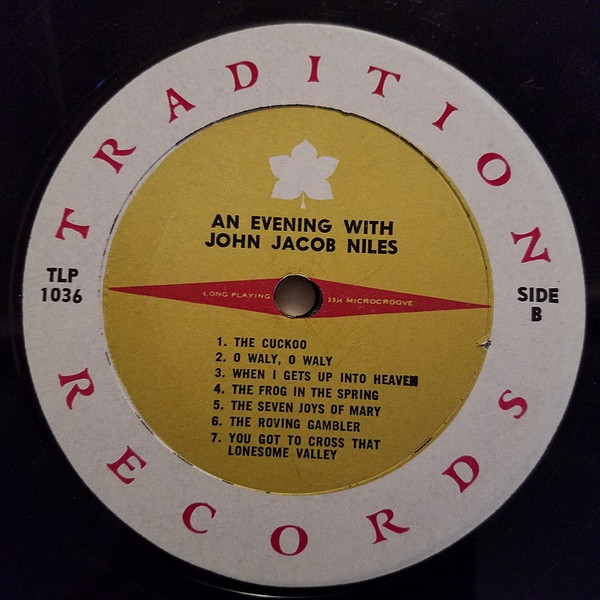 TRADITION
AN EVENING WITH
JOHN JACOB NILES
TLP
1036
LONG PLAYING 33⅓ MICROGROOVE
SIDE
B
1. THE CUCKOO
2. O WALY, O WALY
3. WHEN I GETS UP INTO HEAVEN
4. THE FROG IN THE SPRING
5. THE SEVEN JOYS OF MARY
6. THE ROVING GAMBLER
7. YOU GOT TO CROSS THAT
LONESOME VALLEY
RECORDS